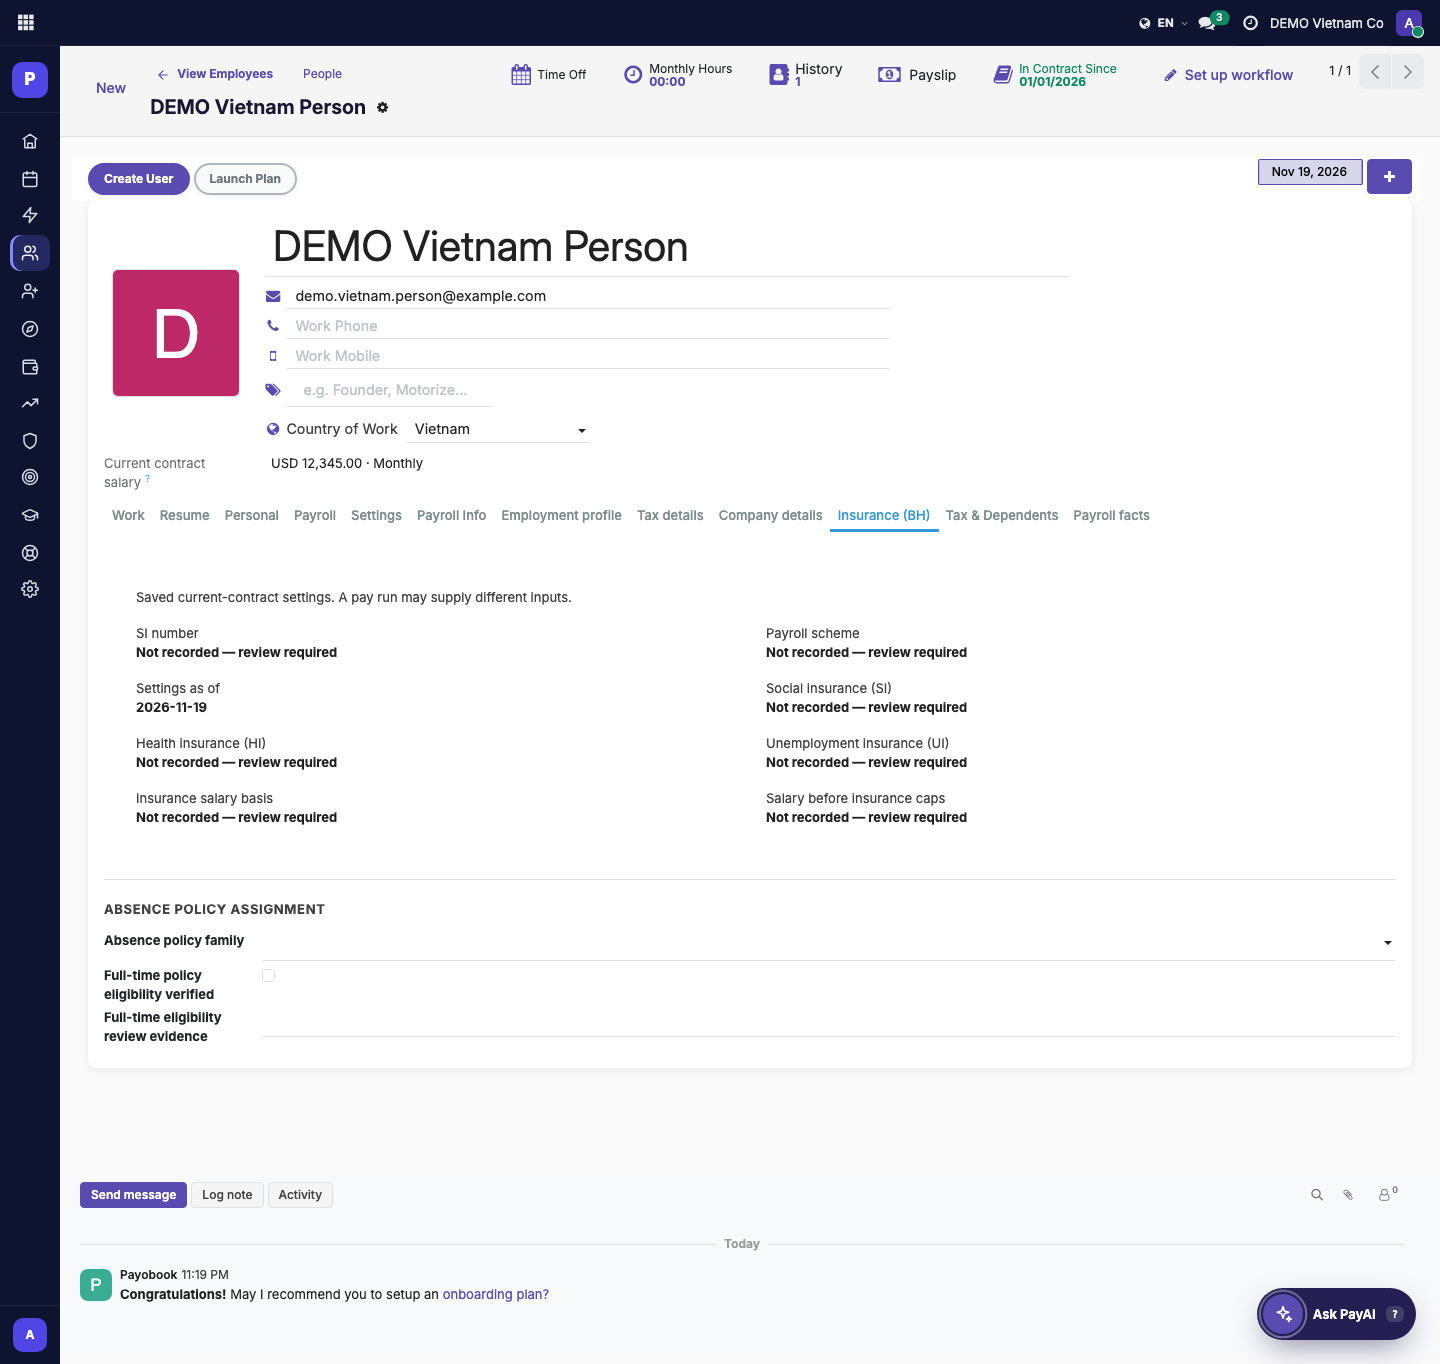 EN
3
DEMO Vietnam Co
A
P
New
View Employees
People
DEMO Vietnam Person
Time Off
Monthly Hours
00:00
History
1
Payslip
In Contract Since
01/01/2026
Set up workflow
1 / 1
Create User
Launch Plan
Nov 19, 2026
+
D
DEMO Vietnam Person
demo.vietnam.person@example.com
Work Phone
Work Mobile
e.g. Founder, Motorize...
Country of Work
Vietnam
Current contract
salary ?
USD 12,345.00 · Monthly
Work
Resume
Personal
Payroll
Settings
Payroll Info
Employment profile
Tax details
Company details
Insurance (BH)
Tax & Dependents
Payroll facts
Saved current-contract settings. A pay run may supply different inputs.
SI number
Not recorded — review required
Payroll scheme
Not recorded — review required
Settings as of
2026-11-19
Social insurance (SI)
Not recorded — review required
Health insurance (HI)
Not recorded — review required
Unemployment insurance (UI)
Not recorded — review required
Insurance salary basis
Not recorded — review required
Salary before insurance caps
Not recorded — review required
ABSENCE POLICY ASSIGNMENT
Absence policy family
Full-time policy
eligibility verified
Full-time eligibility
review evidence
Send message
Log note
Activity
0
Today
P
Payobook 11:19 PM
Congratulations! May I recommend you to setup an onboarding plan?
Ask PayAI
?
A